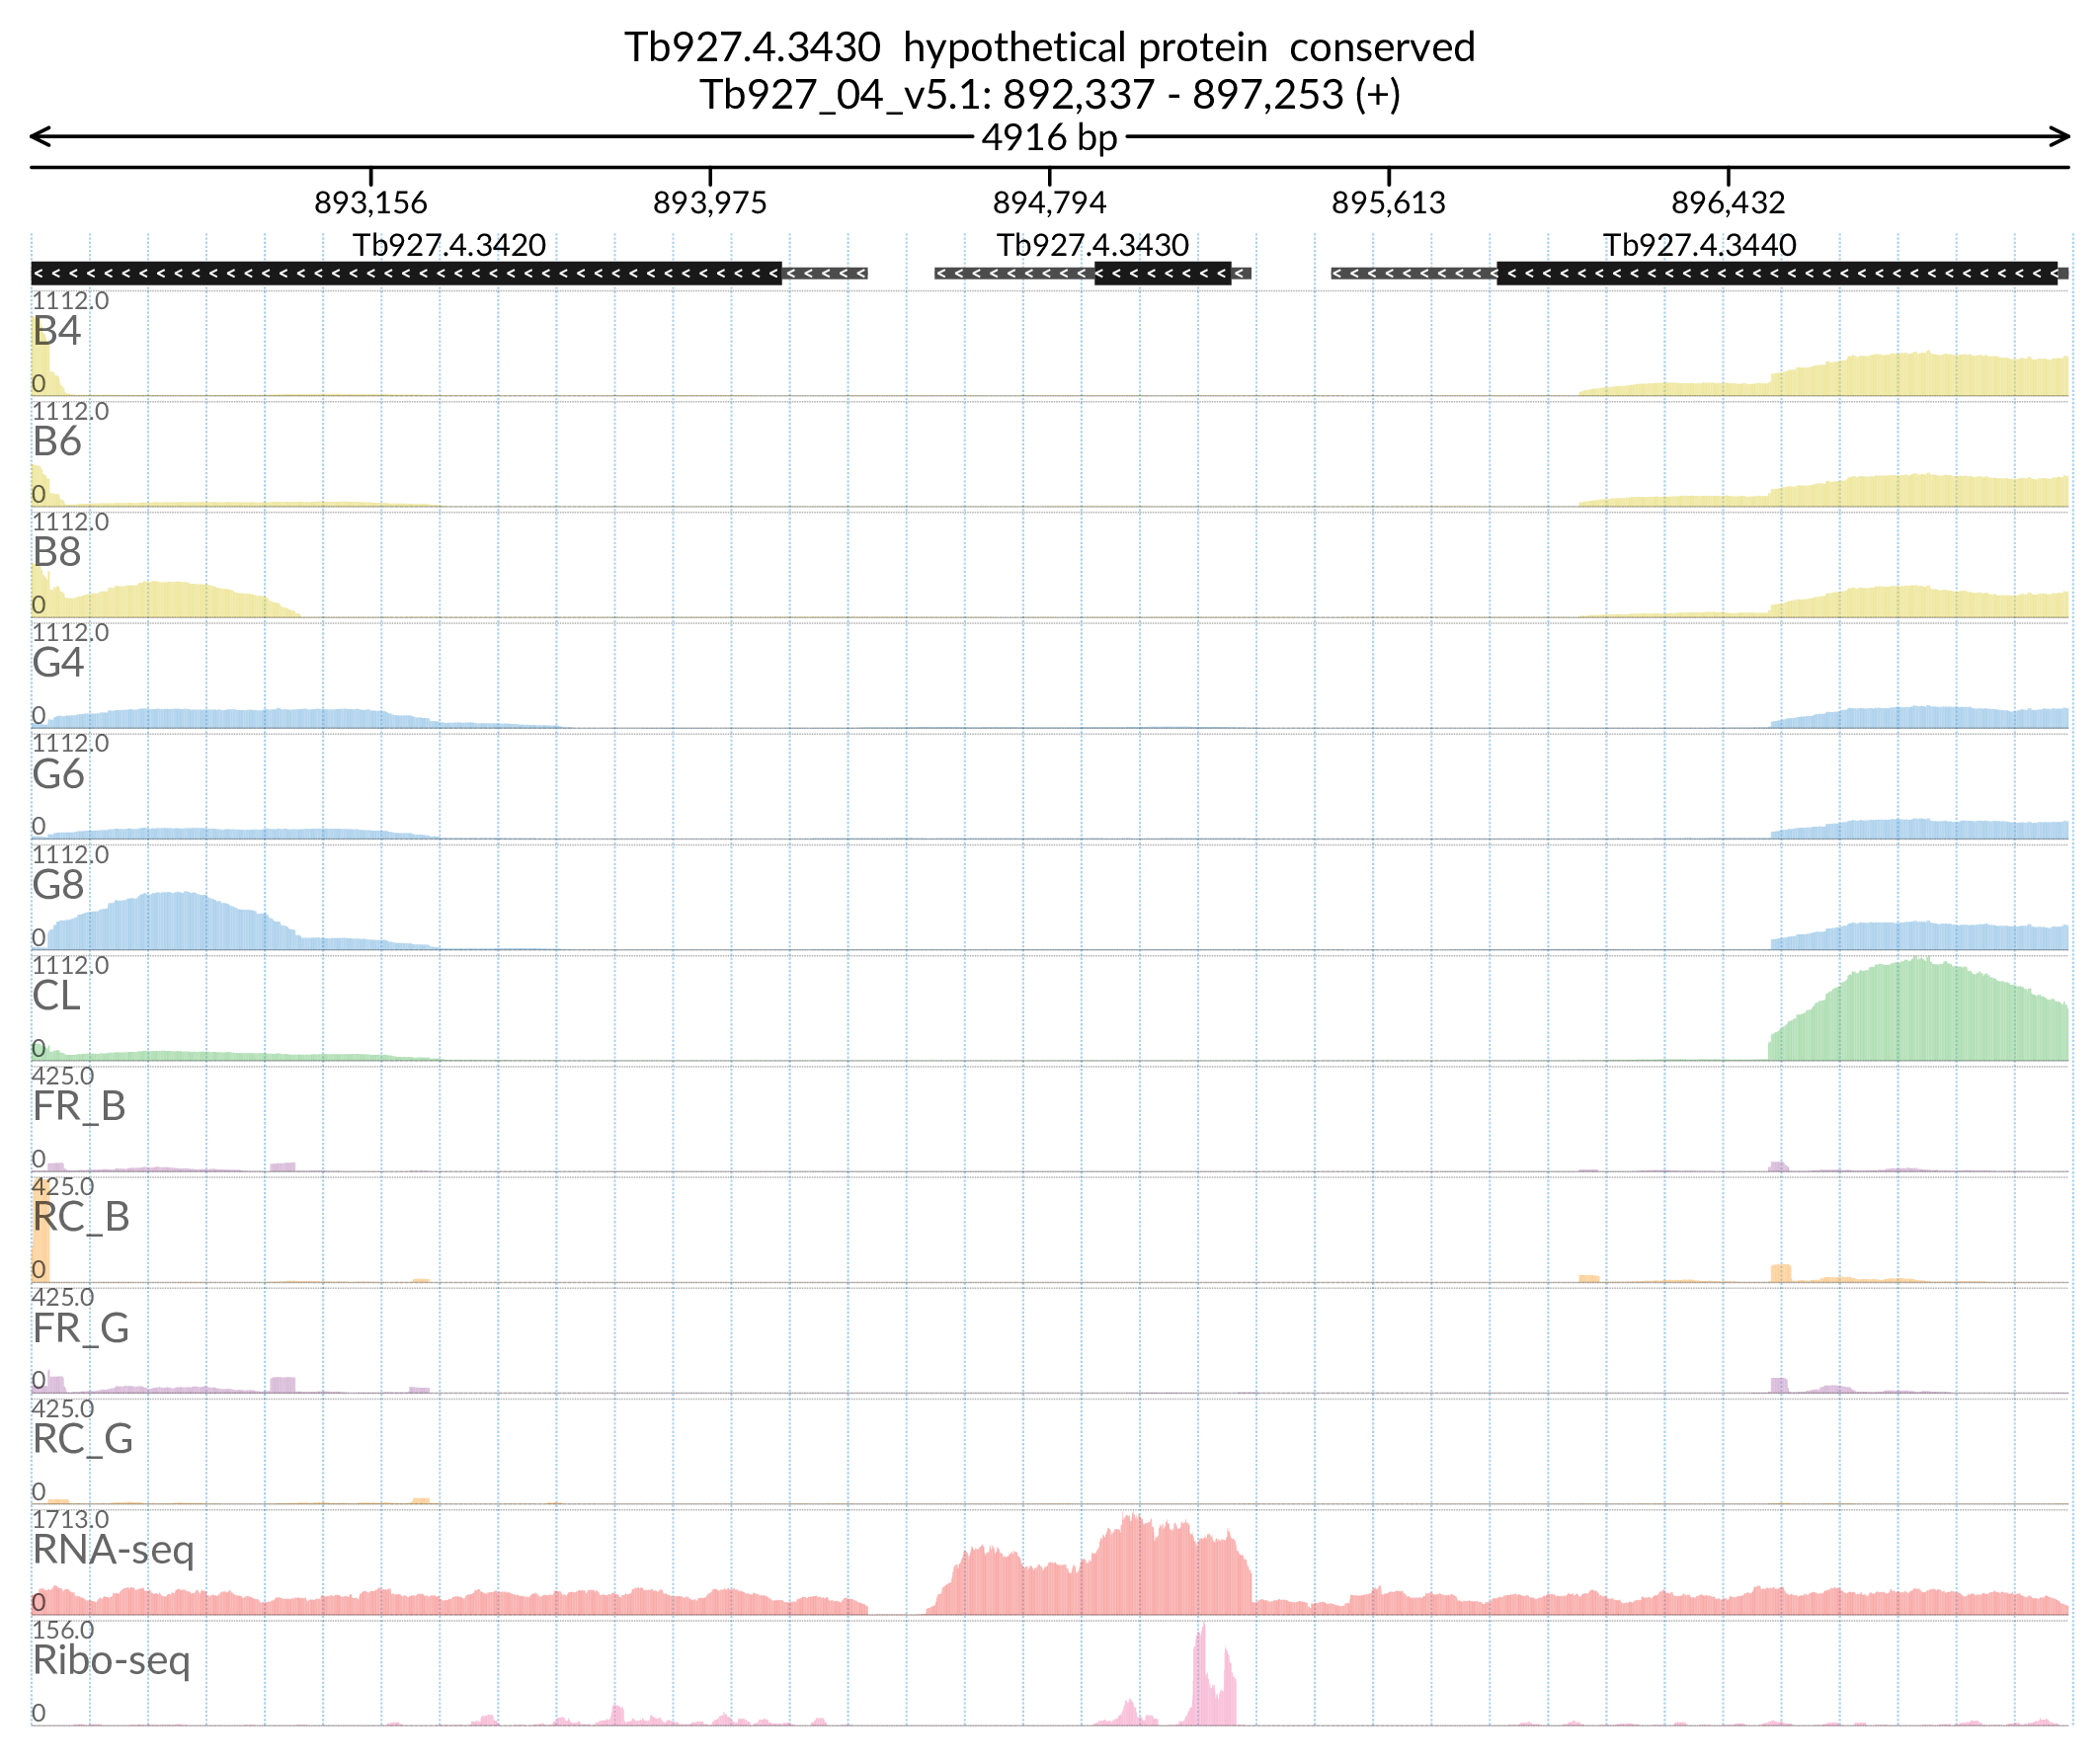 Tb927.4.3430  hypothetical protein  conserved
Tb927_04_v5.1: 892,337 - 897,253 (+)
4916 bp
893,156 893,975 894,794 895,613 896,432
Tb927.4.3420 Tb927.4.3430 Tb927.4.3440
1112.0
B4
0
1112.0
B6
0
1112.0
B8
0
1112.0
G4
0
1112.0
G6
0
1112.0
G8
0
1112.0
CL
0
425.0
FR_B
0
425.0
RC_B
0
425.0
FR_G
0
425.0
RC_G
0
1713.0
RNA-seq
0
156.0
Ribo-seq
0